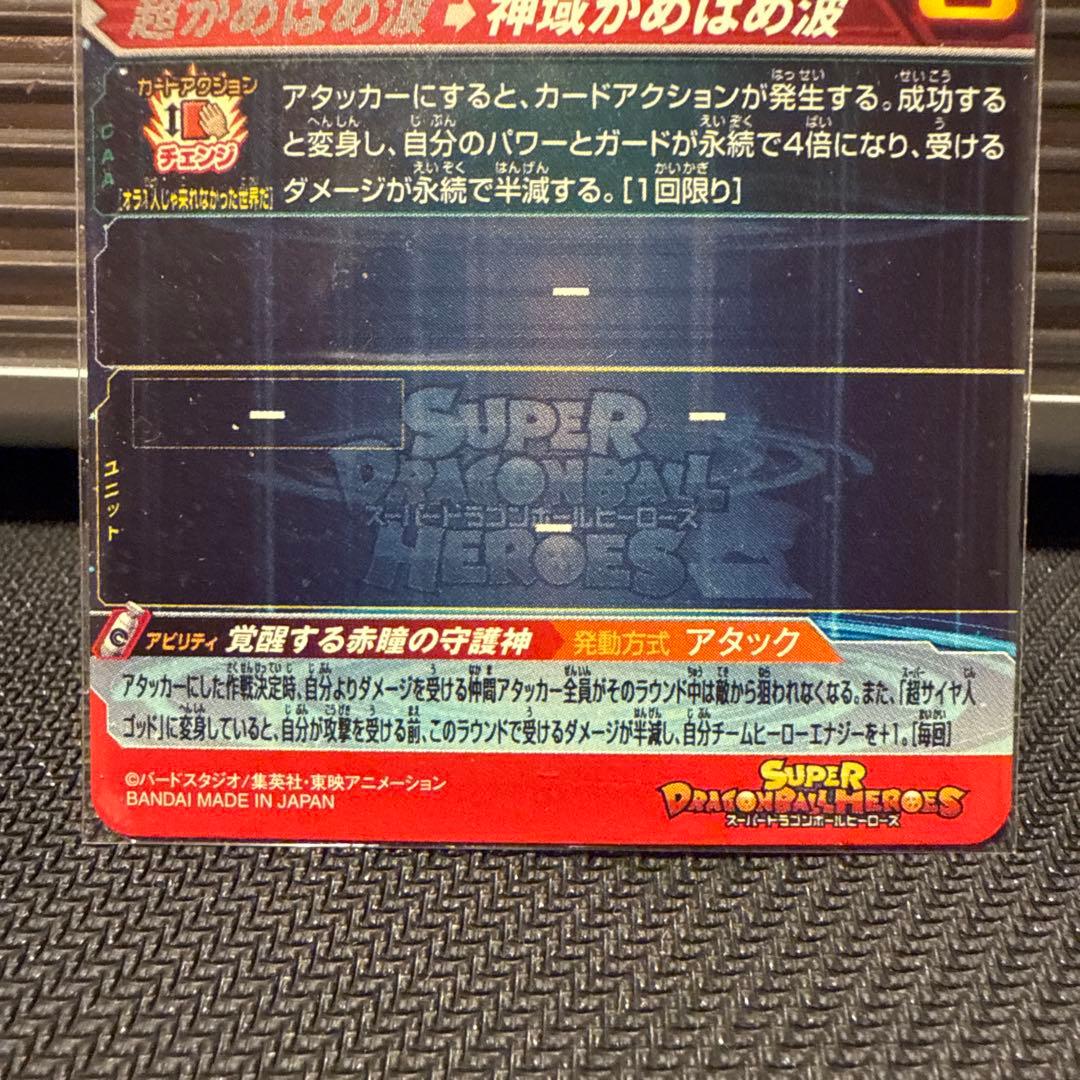 超かめはめ波➡神域かめはめ波
カードアクション
チェンジ
[オラ1人じゃ来れなかった世界だ]
CAA
アタッカーにすると、カードアクションが発生する。成功する
と変身し、自分のパワーとガードが永続で4倍になり、受ける
ダメージが永続で半減する。[1回限り]
ー
ユニット
ー
ー
ー
SUPER
DRAGONBALL
スーパードラゴンボールヒーローズ
HEROES
アビリティ 覚醒する赤瞳の守護神 発動方式 アタック
アタッカーにした作戦決定時、自分よりダメージを受ける仲間アタッカー全員がそのラウンド中は敵から狙われなくなる。また、「超サイヤ人
ゴッド」に変身していると、自分が攻撃を受ける前、このラウンドで受けるダメージが半減し、自分チームヒーローエナジーを+1。[毎回]
©バードスタジオ/集英社・東映アニメーション
BANDAI MADE IN JAPAN
SUPER
DRAGONBALL HEROES
スーパードラゴンボールヒーローズ